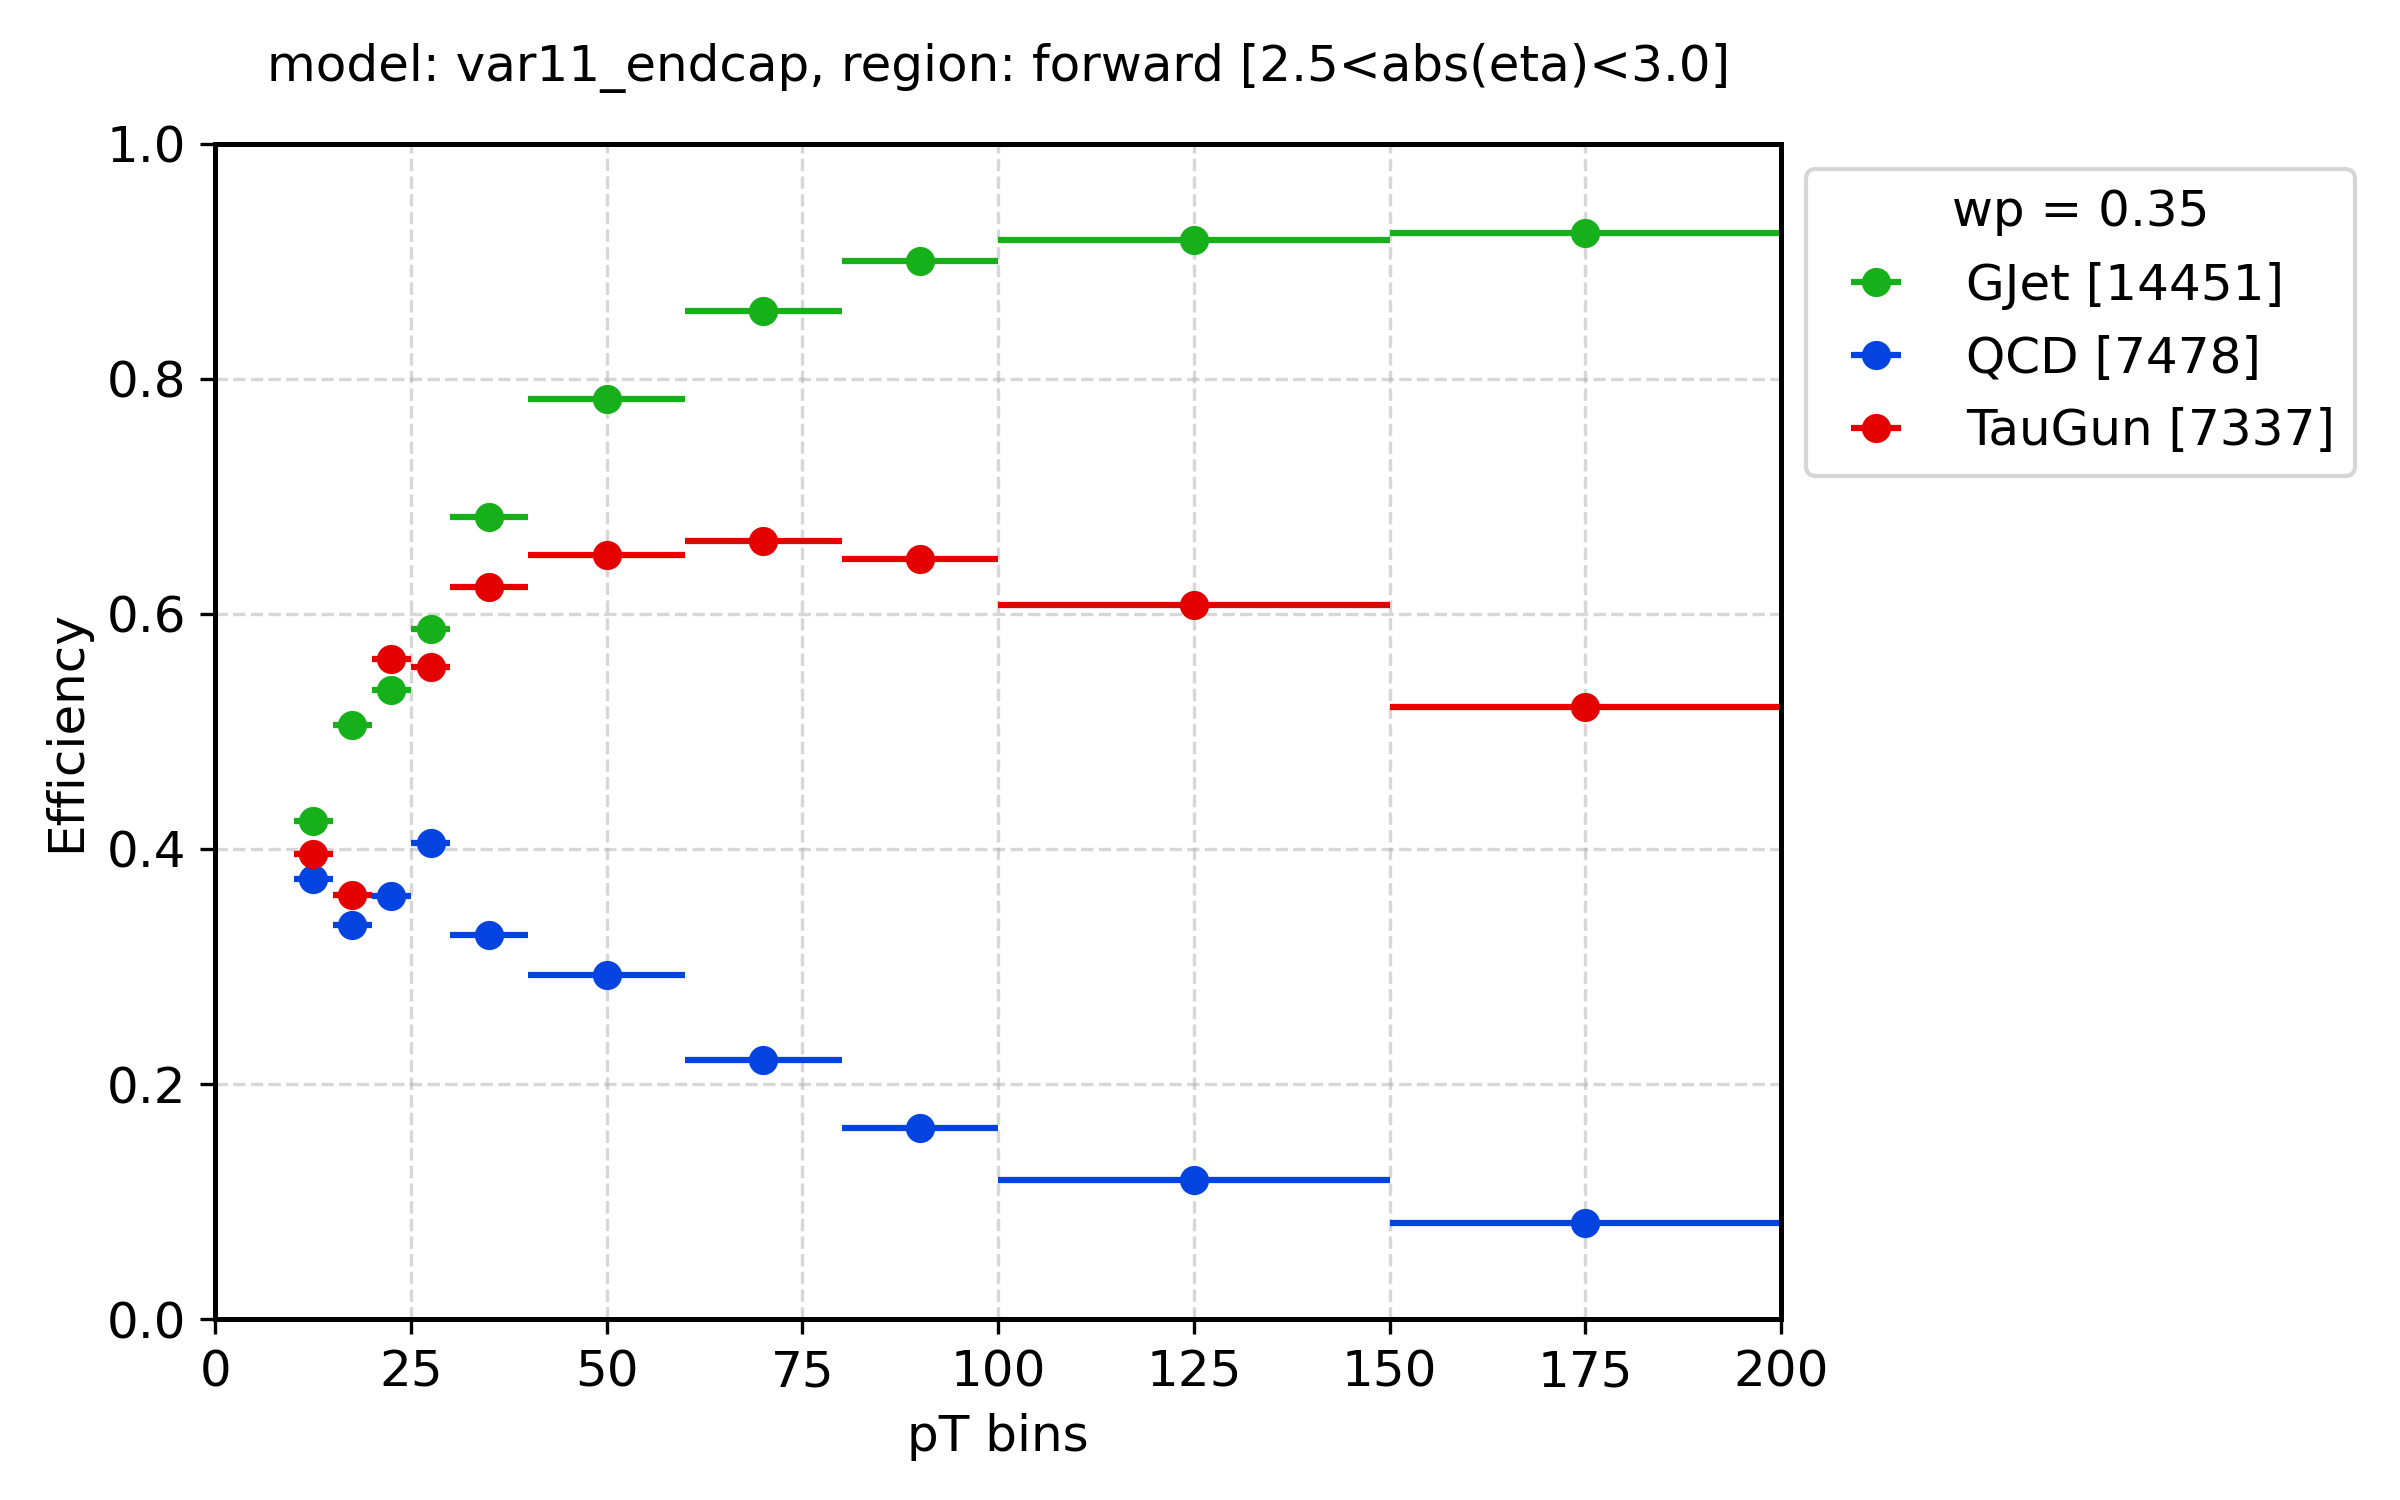 model: var11_endcap, region: forward [2.5<abs(eta)<3.0]
1.0
0.8
0.6
0.4
0.2
0.0
Efficiency
0 25 50 75 100 125 150 175 200
pT bins
wp = 0.35
GJet [14451]
QCD [7478]
TauGun [7337]